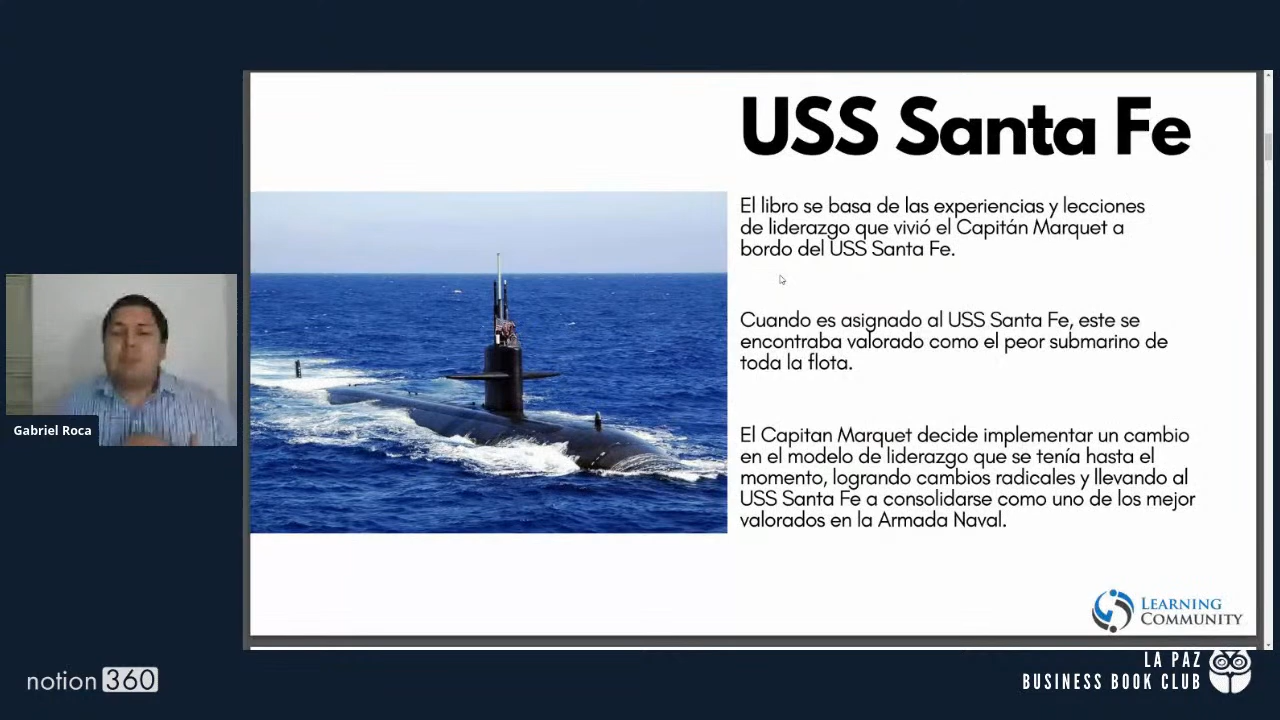 USS Santa Fe
El libro se basa de las experiencias y lecciones
de liderazgo que vivió el Capitán Marquet a
bordo del USS Santa Fe.
Cuando es asignado al USS Santa Fe, este se
encontraba valorado como el peor submarino de
toda la flota.
El Capitan Marquet decide implementar un cambio
en el modelo de liderazgo que se tenía hasta el
momento, logrando cambios radicales y llevando al
USS Santa Fe a consolidarse como uno de los mejor
valorados en la Armada Naval.
Gabriel Roca
LEARNING
COMMUNITY
notion 360
LA PAZ
BUSINESS BOOK CLUB